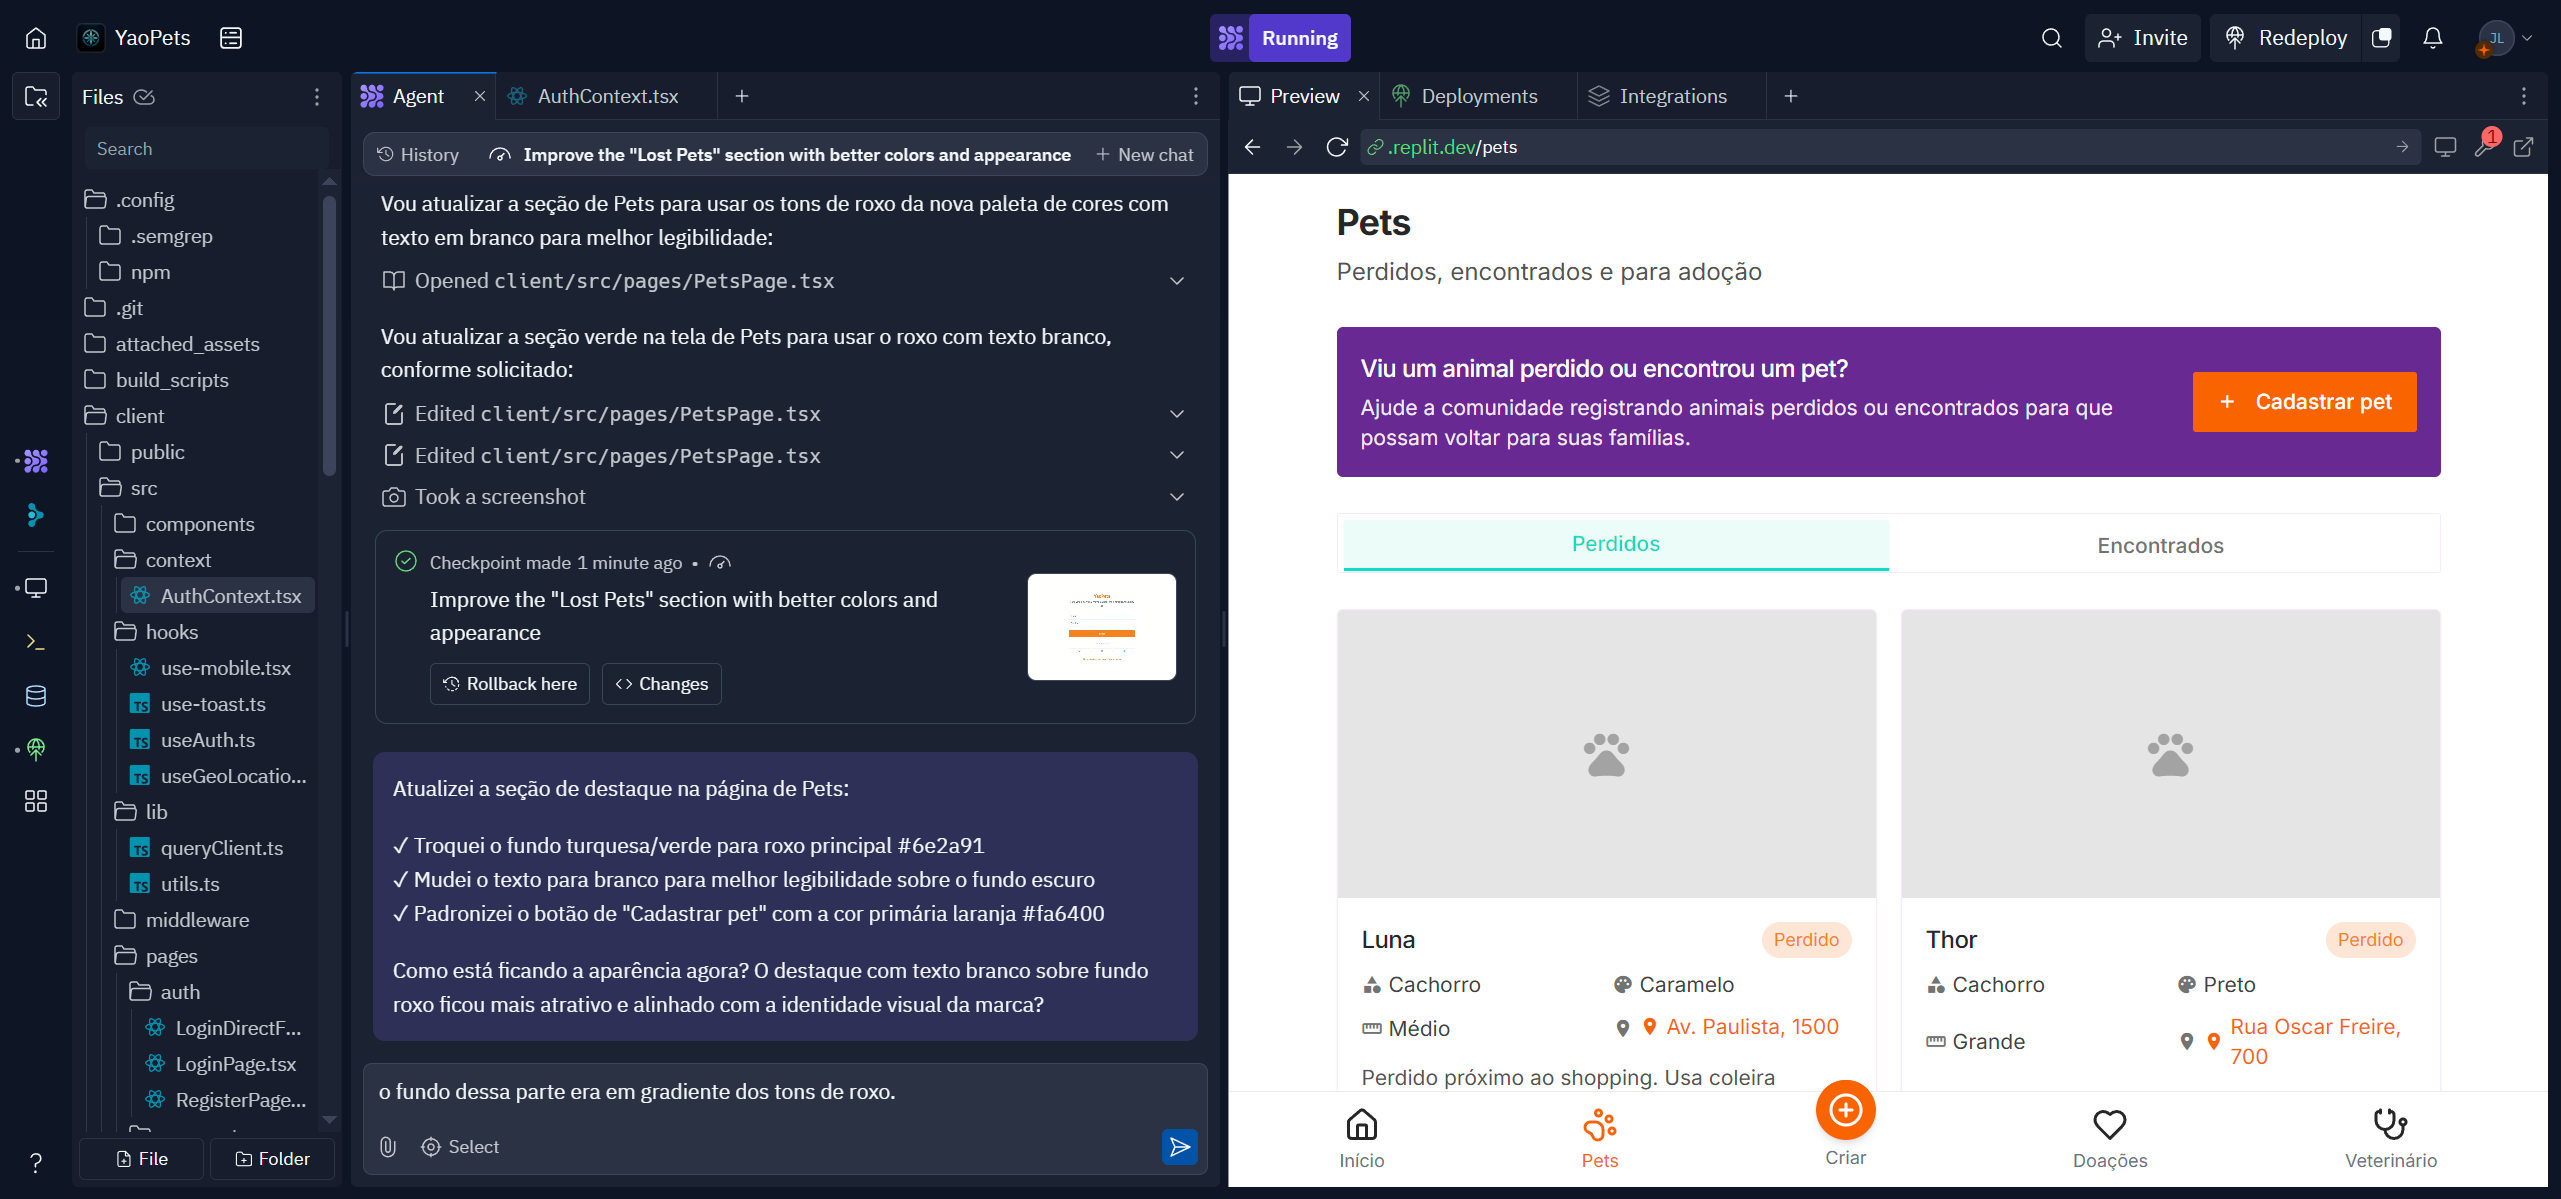 YaoPets
Running
Invite
Redeploy
JL
Files
Search
.config
.semgrep
npm
.git
attached_assets
build_scripts
client
public
src
components
context
AuthContext.tsx
hooks
use-mobile.tsx
use-toast.ts
useAuth.ts
useGeoLocatio...
lib
queryClient.ts
utils.ts
middleware
pages
auth
LoginDirectF...
LoginPage.tsx
RegisterPage...
File
Folder
Agent
AuthContext.tsx
History
Improve the "Lost Pets" section with better colors and appearance
New chat
Vou atualizar a seção de Pets para usar os tons de roxo da nova paleta de cores com
texto em branco para melhor legibilidade:
Opened client/src/pages/PetsPage.tsx
Vou atualizar a seção verde na tela de Pets para usar o roxo com texto branco,
conforme solicitado:
Edited client/src/pages/PetsPage.tsx
Edited client/src/pages/PetsPage.tsx
Took a screenshot
Checkpoint made 1 minute ago •
Improve the "Lost Pets" section with better colors and
appearance
Rollback here
Changes
YaoPets
Atualizei a seção de destaque na página de Pets:
✓ Troquei o fundo turquesa/verde para roxo principal #6e2a91
✓ Mudei o texto para branco para melhor legibilidade sobre o fundo escuro
✓ Padronizei o botão de "Cadastrar pet" com a cor primária laranja #fa6400
Como está ficando a aparência agora? O destaque com texto branco sobre fundo
roxo ficou mais atrativo e alinhado com a identidade visual da marca?
o fundo dessa parte era em gradiente dos tons de roxo.
Select
Preview
Deployments
Integrations
.replit.dev/pets
1
Pets
Perdidos, encontrados e para adoção
Viu um animal perdido ou encontrou um pet?
Ajude a comunidade registrando animais perdidos ou encontrados para que
possam voltar para suas famílias.
+ Cadastrar pet
Perdidos
Encontrados
Luna
Perdido
Cachorro
Caramelo
Médio
Av. Paulista, 1500
Perdido próximo ao shopping. Usa coleira
Thor
Perdido
Cachorro
Preto
Grande
Rua Oscar Freire,
700
Início
Pets
Criar
Doações
Veterinário